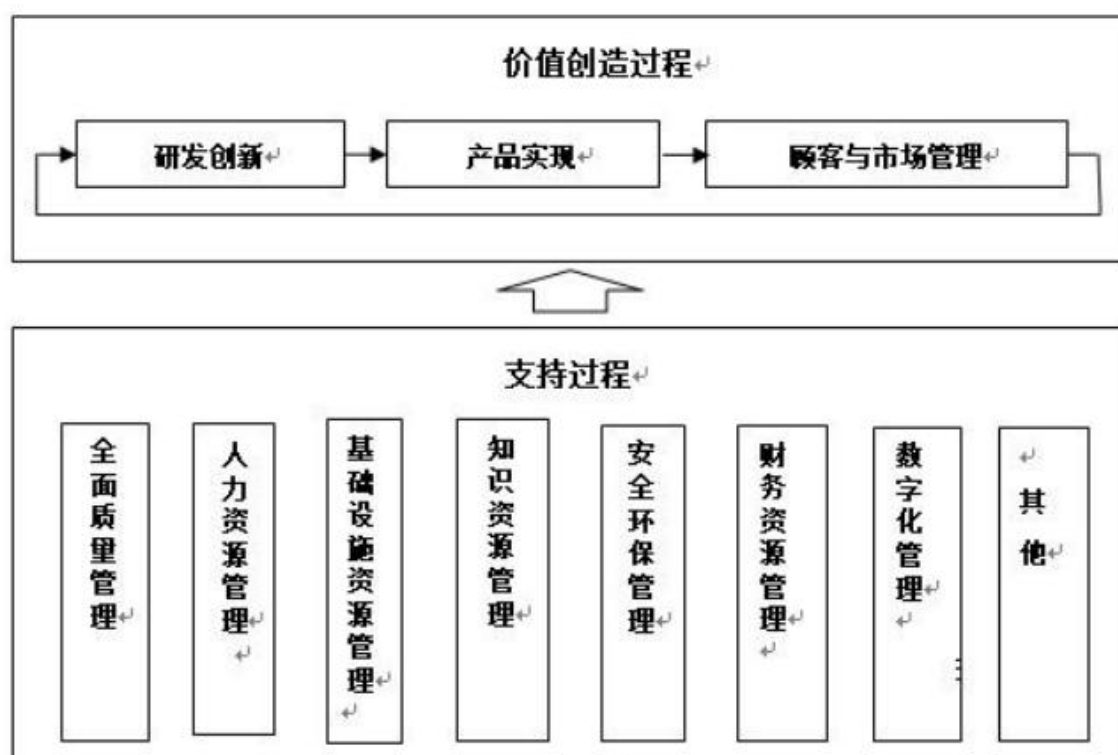 价值创造过程
研发创新
产品实现
顾客与市场管理
支持过程
全面质量管理
人力资源管理
基础设施资源管理
知识资源管理
安全环保管理
财务资源管理
数字化管理
其他